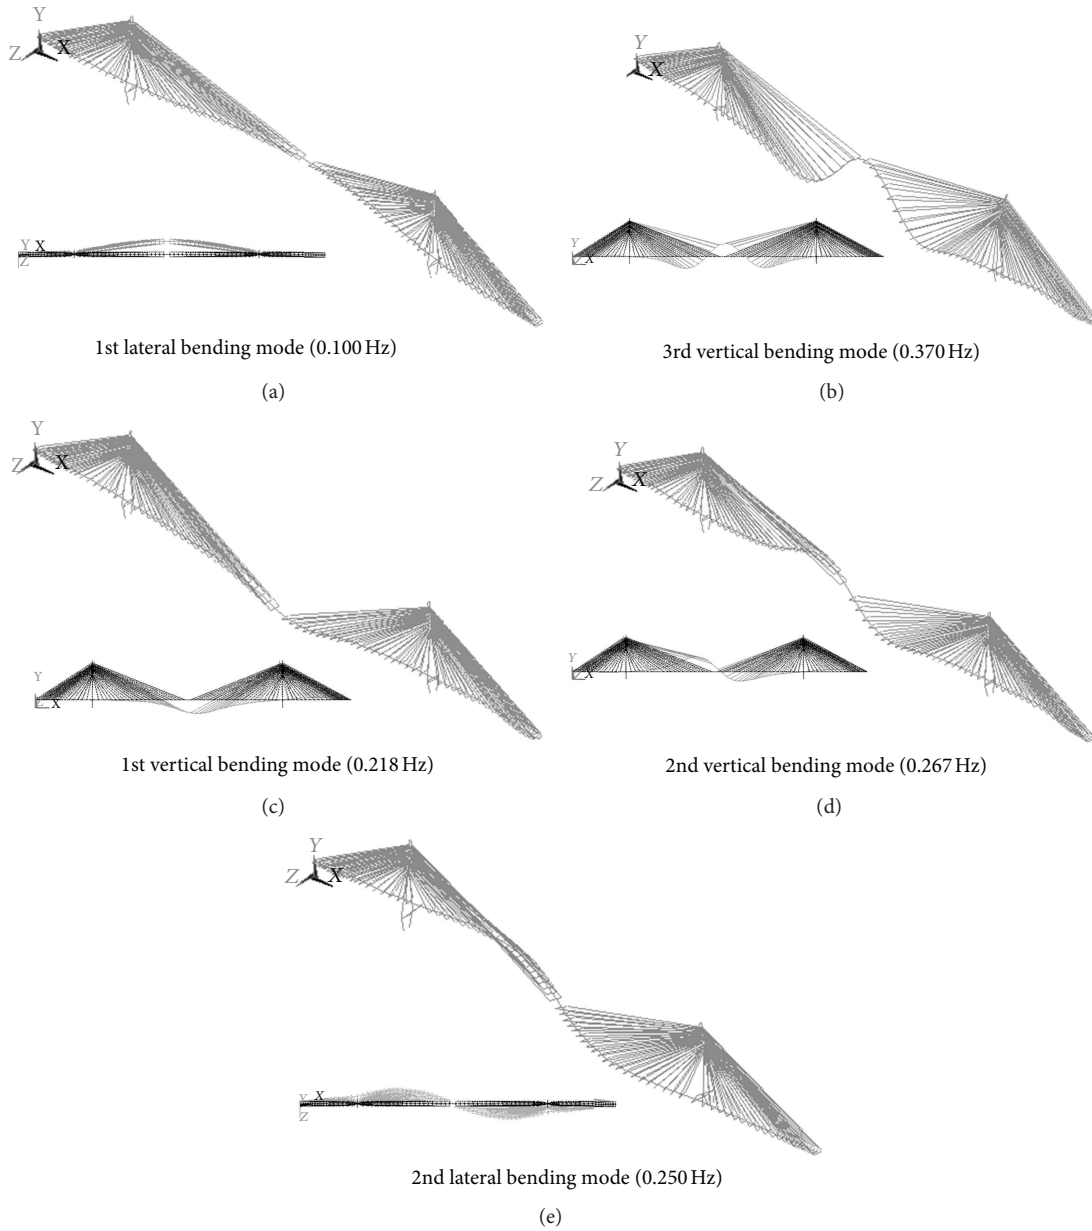 Y
Z X
Y
X
Y X
Z
Y
X
1st lateral bending mode (0.100 Hz)
3rd vertical bending mode (0.370 Hz)
(a)
(b)
Y
Z X
Y
Z X
Y
X
Y
Z X
1st vertical bending mode (0.218 Hz)
2nd vertical bending mode (0.267 Hz)
(c)
(d)
Y
Z X
Y X
Z
2nd lateral bending mode (0.250 Hz)
(e)